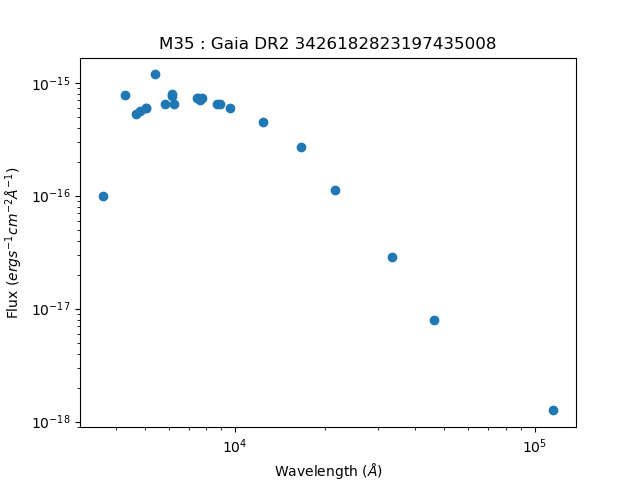 M35 : Gaia DR2 3426182823197435008
10⁻¹⁵
10⁻¹⁶
10⁻¹⁷
10⁻¹⁸
Flux (ergs⁻¹cm⁻²Å⁻¹)
10⁴ 10⁵
Wavelength (Å)